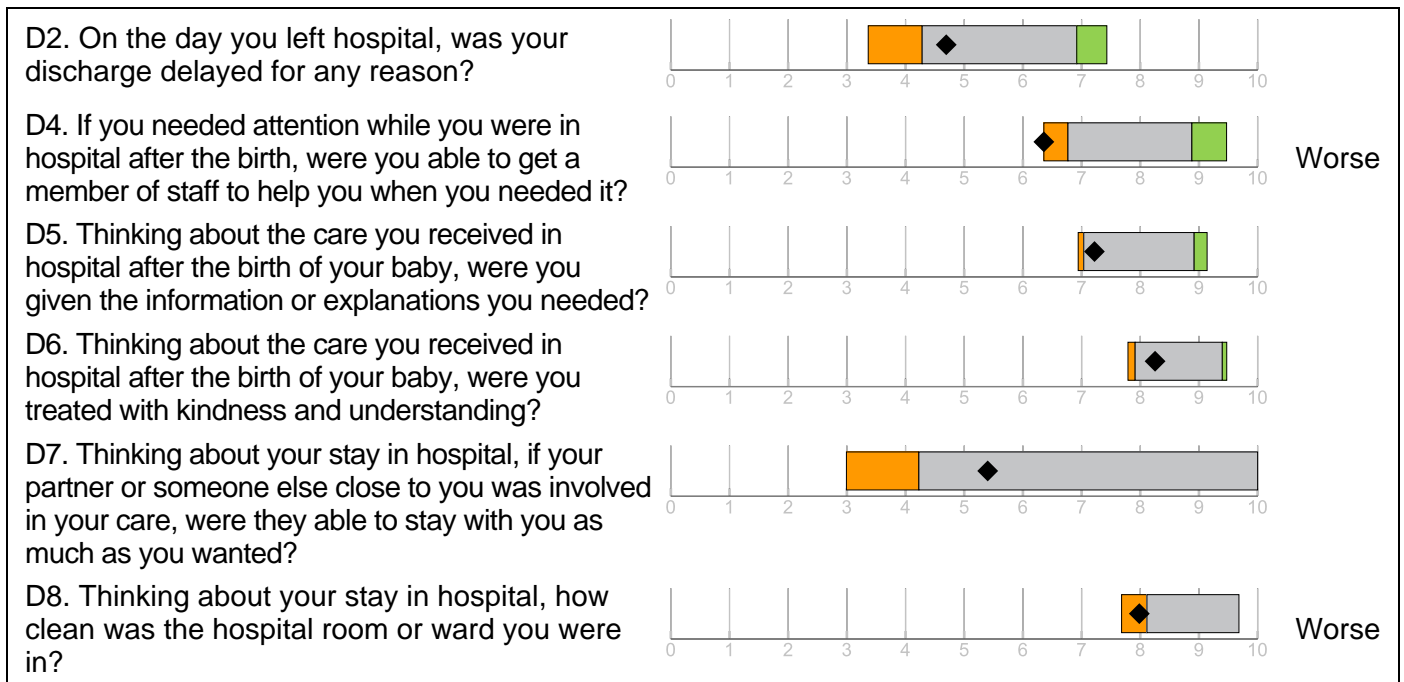 D2. On the day you left hospital, was your
discharge delayed for any reason?
0 1 2 3 4 5 6 7 8 9 10
D4. If you needed attention while you were in
hospital after the birth, were you able to get a
member of staff to help you when you needed it?
0 1 2 3 4 5 6 7 8 9 10
Worse
D5. Thinking about the care you received in
hospital after the birth of your baby, were you
given the information or explanations you needed?
0 1 2 3 4 5 6 7 8 9 10
D6. Thinking about the care you received in
hospital after the birth of your baby, were you
treated with kindness and understanding?
0 1 2 3 4 5 6 7 8 9 10
D7. Thinking about your stay in hospital, if your
partner or someone else close to you was involved
in your care, were they able to stay with you as
much as you wanted?
0 1 2 3 4 5 6 7 8 9 10
D8. Thinking about your stay in hospital, how
clean was the hospital room or ward you were
in?
0 1 2 3 4 5 6 7 8 9 10
Worse